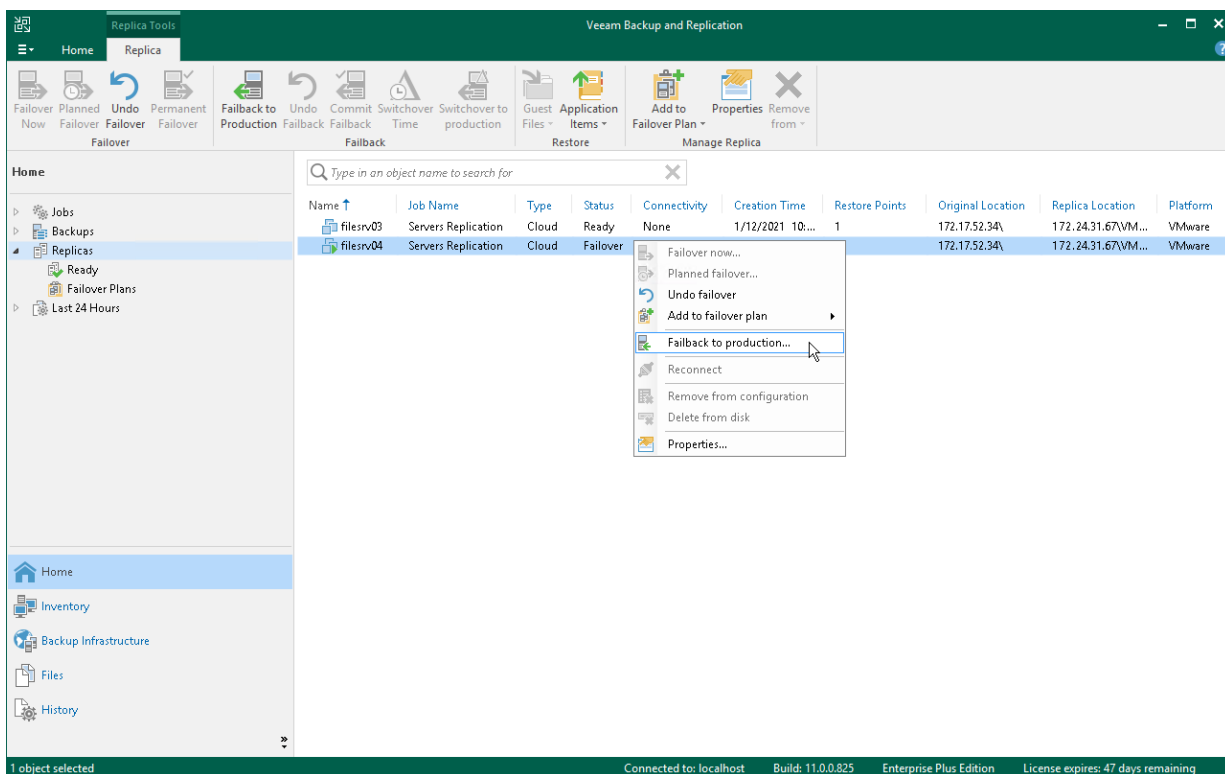 Replica Tools
Veeam Backup and Replication
Home Replica
Failover Now
Planned Failover
Undo Failover
Permanent Failover
Failover
Failback to Production
Undo Failback
Commit Failback
Switchover Time
Switchover to production
Failback
Guest Files
Application Items
Restore
Add to Failover Plan
Properties
Remove from
Manage Replica
Home
Jobs
Backups
Replicas
Ready
Failover Plans
Last 24 Hours
Home
Inventory
Backup Infrastructure
Files
History
Type in an object name to search for
Name Job Name Type Status Connectivity Creation Time Restore Points Original Location Replica Location Platform
filesrv03 Servers Replication Cloud Ready None 1/12/2021 10:... 1 172.17.52.34\ 172.24.31.67\VM... VMware
filesrv04 Servers Replication Cloud Failover 172.17.52.34\ 172.24.31.67\VM... VMware
Failover now...
Planned failover...
Undo failover
Add to failover plan
Failback to production...
Reconnect
Remove from configuration
Delete from disk
Properties...
1 object selected
Connected to: localhost Build: 11.0.0.825 Enterprise Plus Edition License expires: 47 days remaining